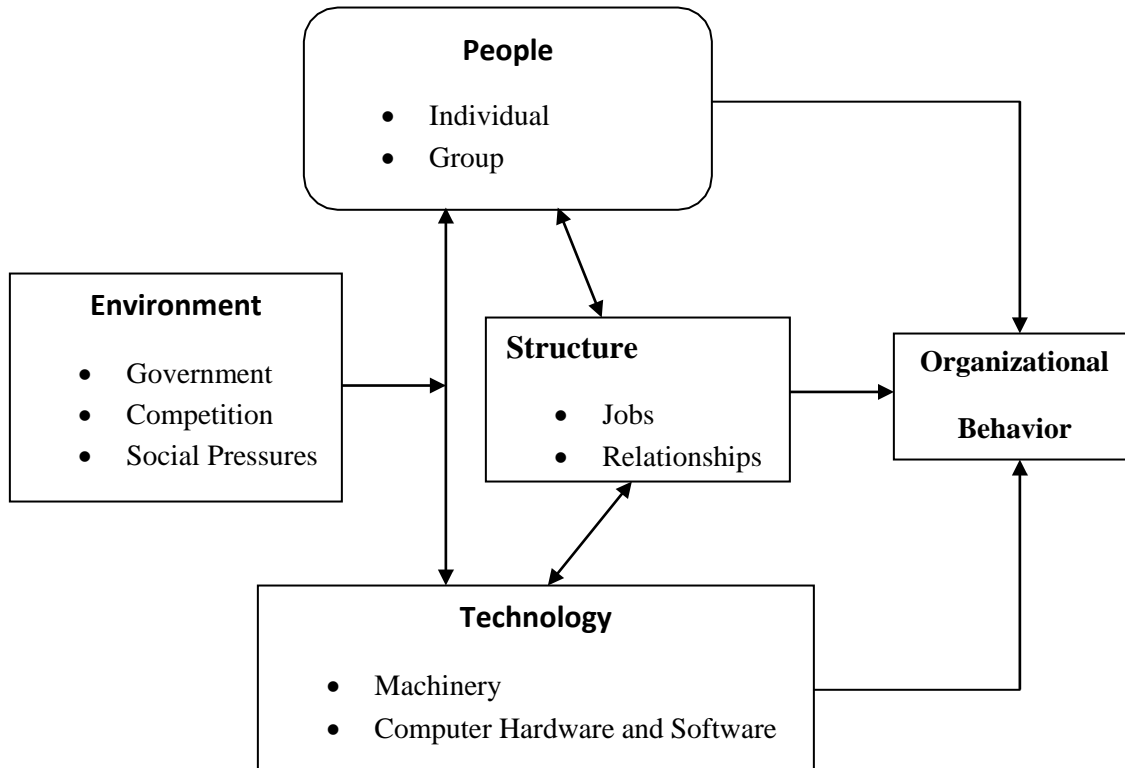 People
• Individual
• Group
Environment
• Government
• Competition
• Social Pressures
Structure
• Jobs
• Relationships
Organizational
Behavior
Technology
• Machinery
• Computer Hardware and Software